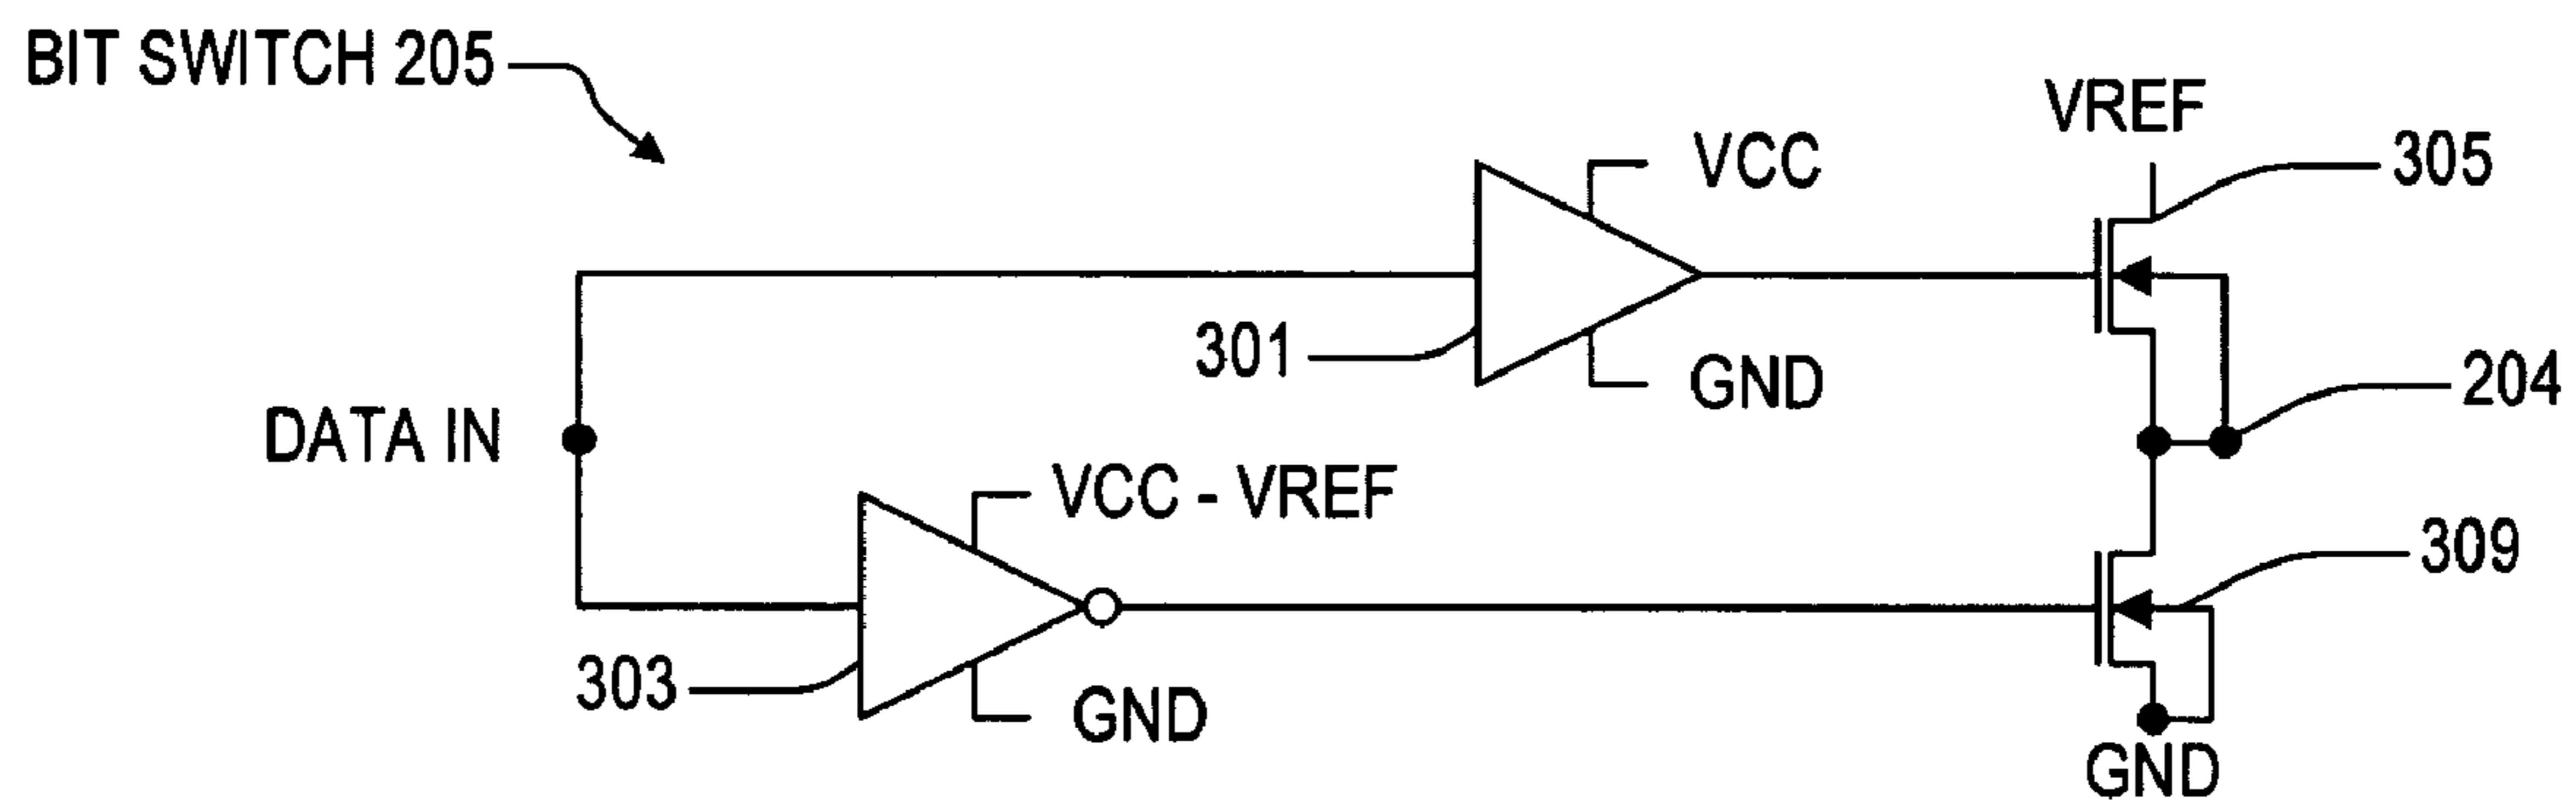 BIT SWITCH 205
VREF
VCC
305
301
GND
204
DATA IN
VCC - VREF
309
303
GND
GND